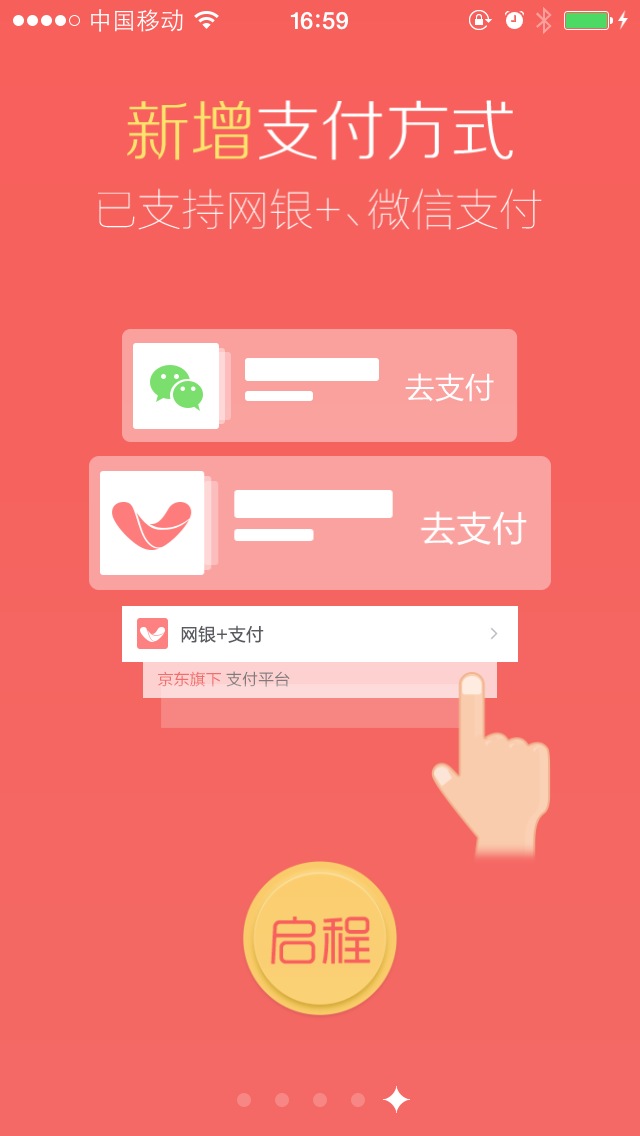 中国移动 16:59
新增支付方式
已支持网银+、微信支付
去支付
去支付
网银+支付
京东旗下 支付平台
启程